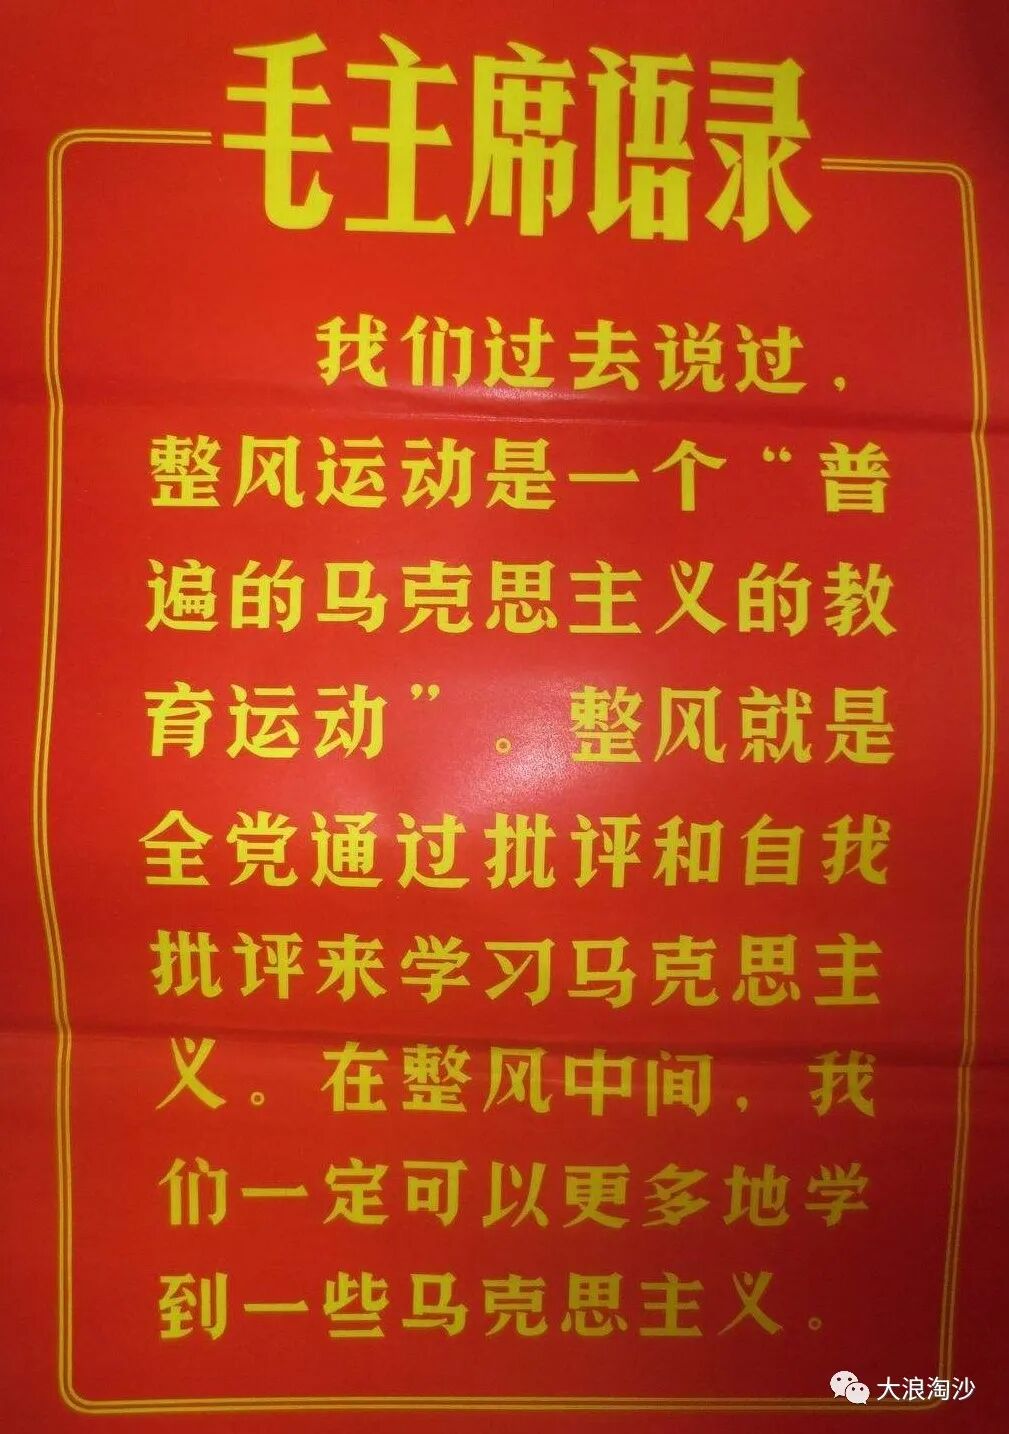 毛主席语录
我们过去说过，
整风运动是一个“普
遍的马克思主义的教
育运动”。整风就是
全党通过批评和自我
批评来学习马克思主
义。在整风中间，我
们一定可以更多地学
到一些马克思主义。
大浪淘沙